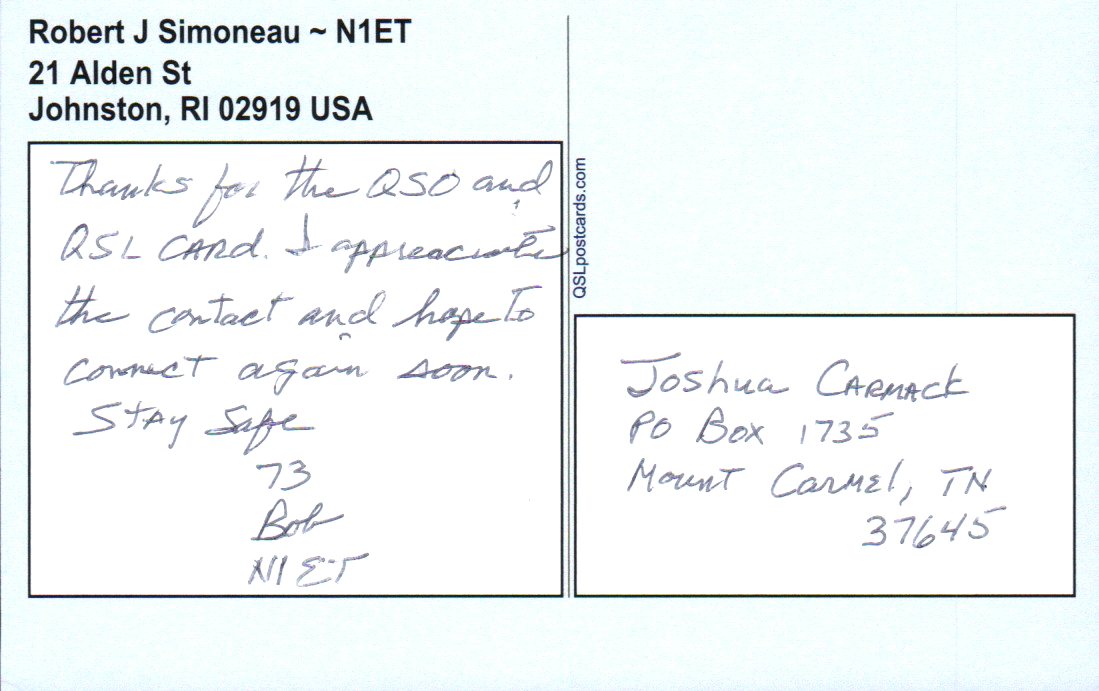 Robert J Simoneau ~ N1ET
21 Alden St
Johnston, RI 02919 USA
Thanks for the QSO and
QSL CARD. I appreaciate
the contact and hope to
connect again soon.
STAY Safe
73
Bob
N1ET
QSLpostcards.com
Joshua CARMACK
PO Box 1735
Mount Carmel, TN
37645